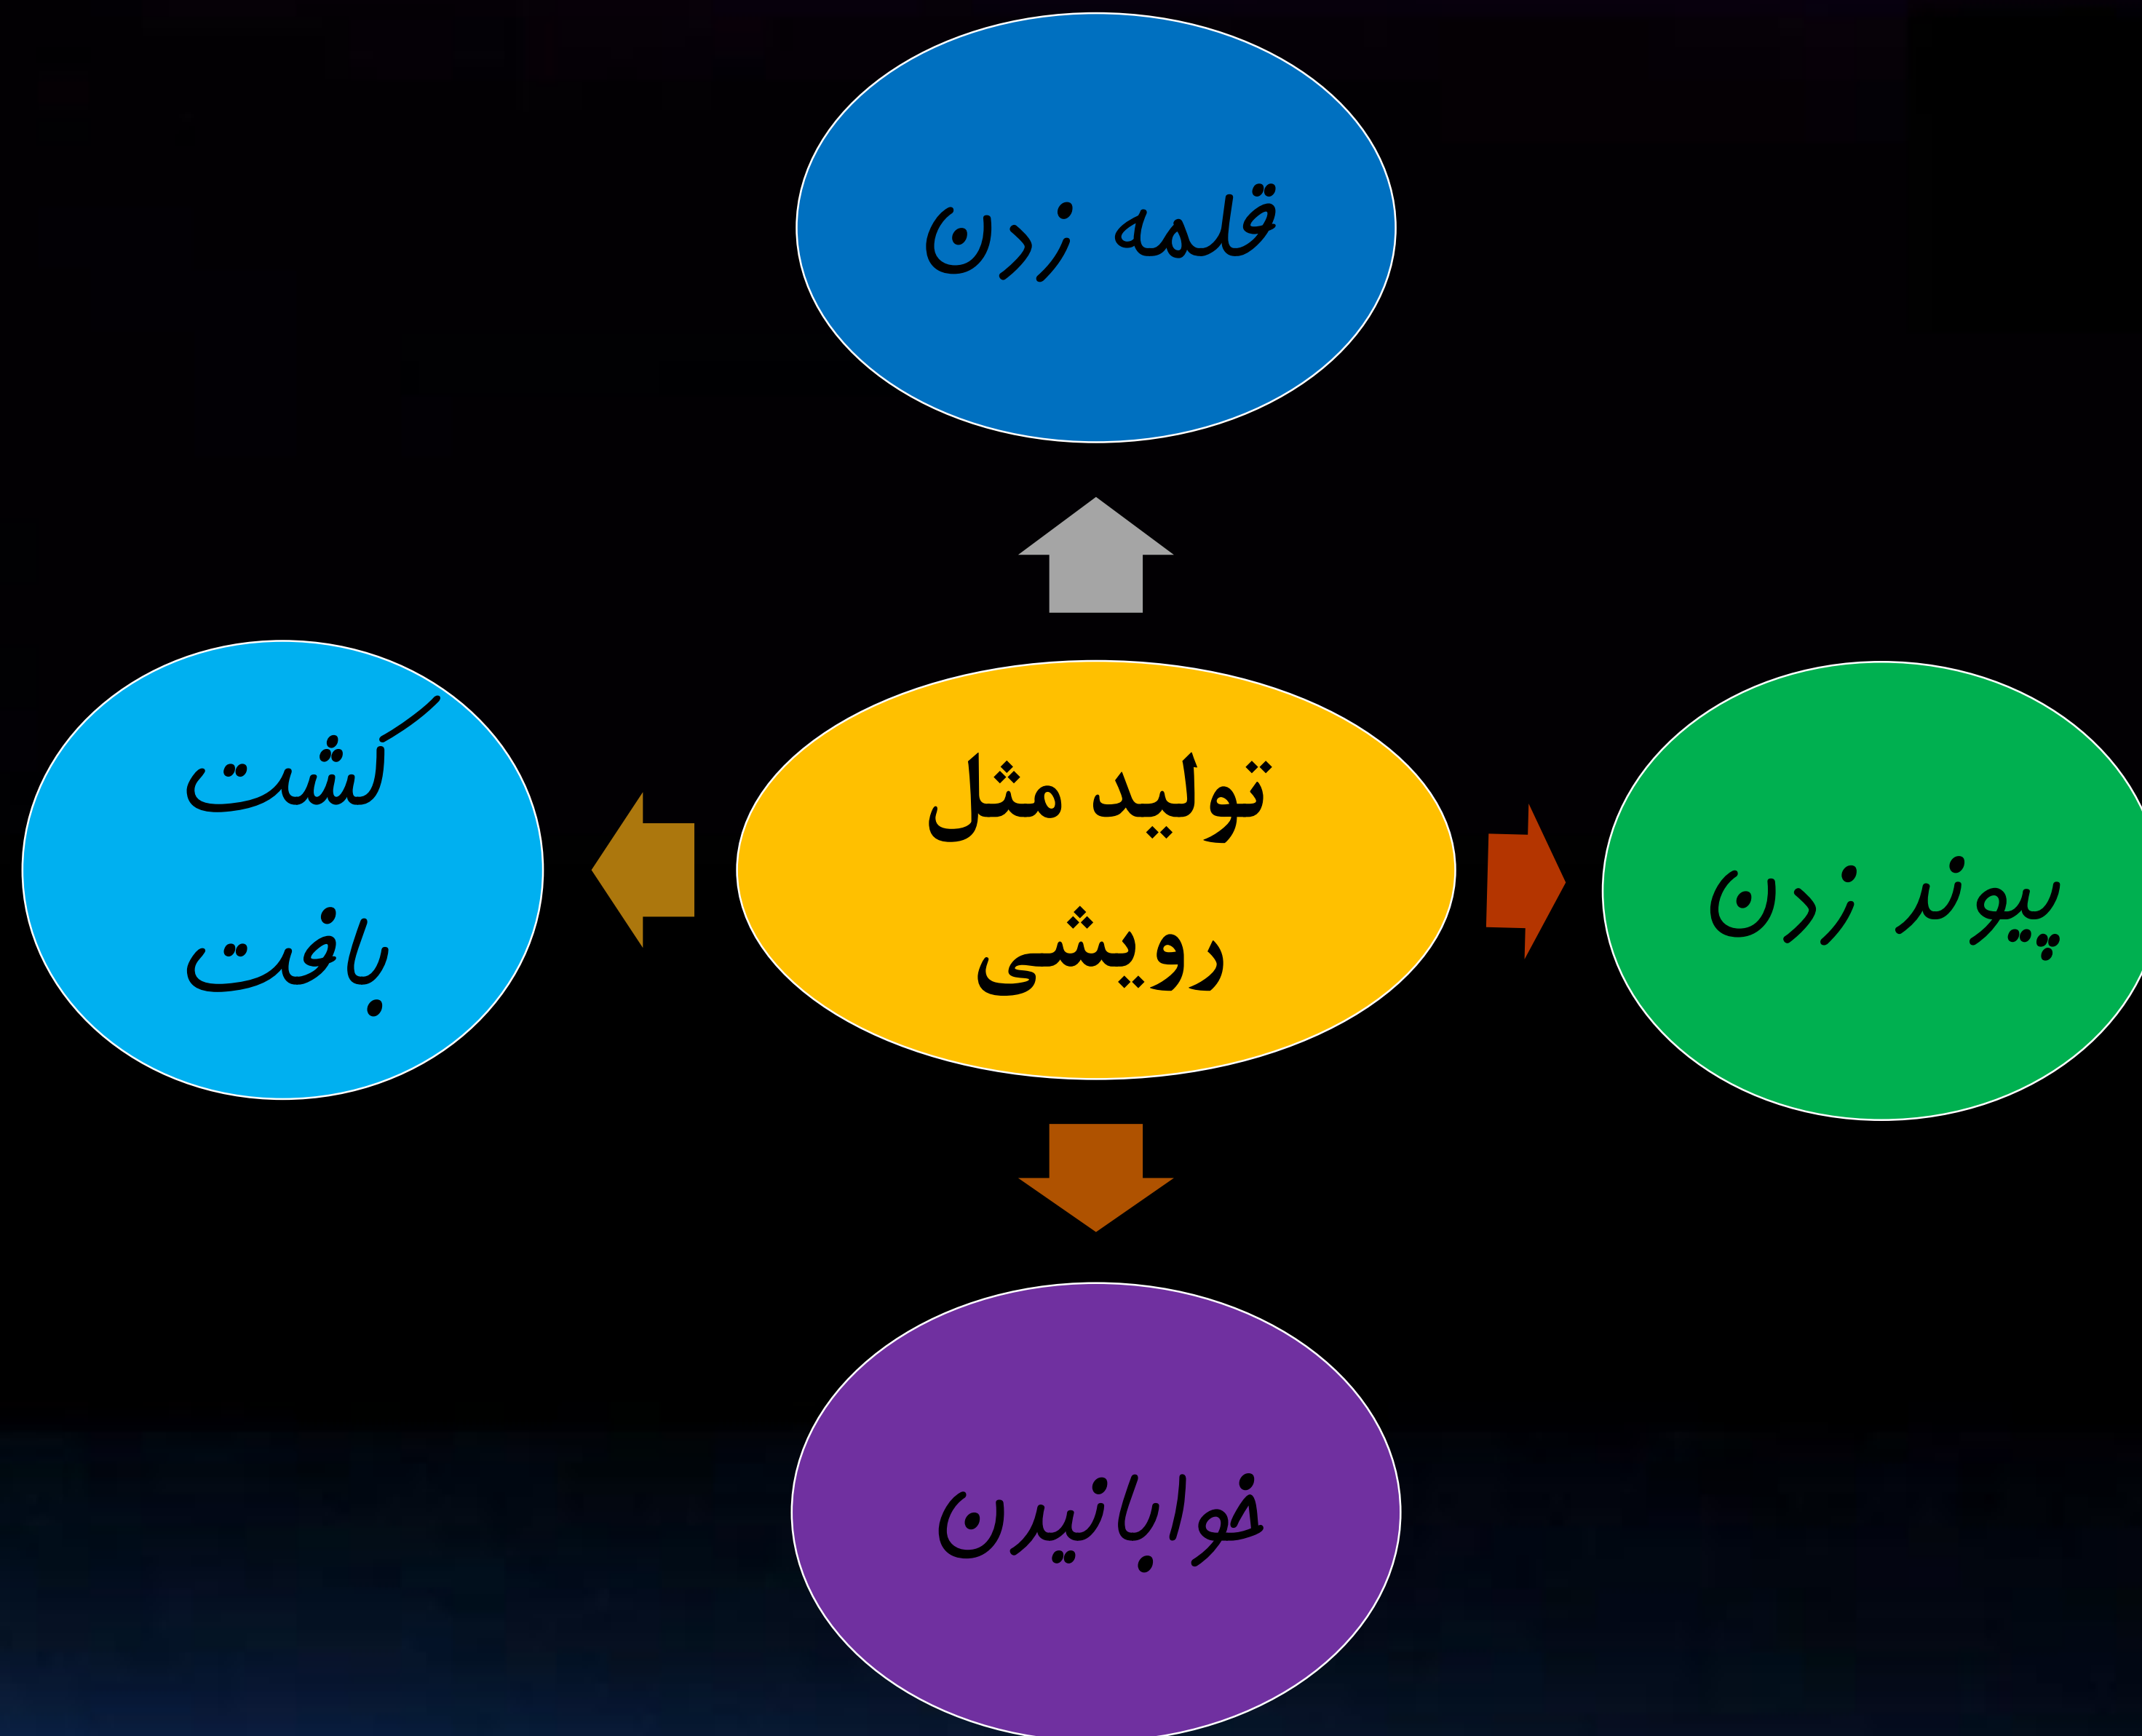 قلمه زدن
تولید مثل
رویشی
پیوند زدن
کشت
بافت
خوابانیدن